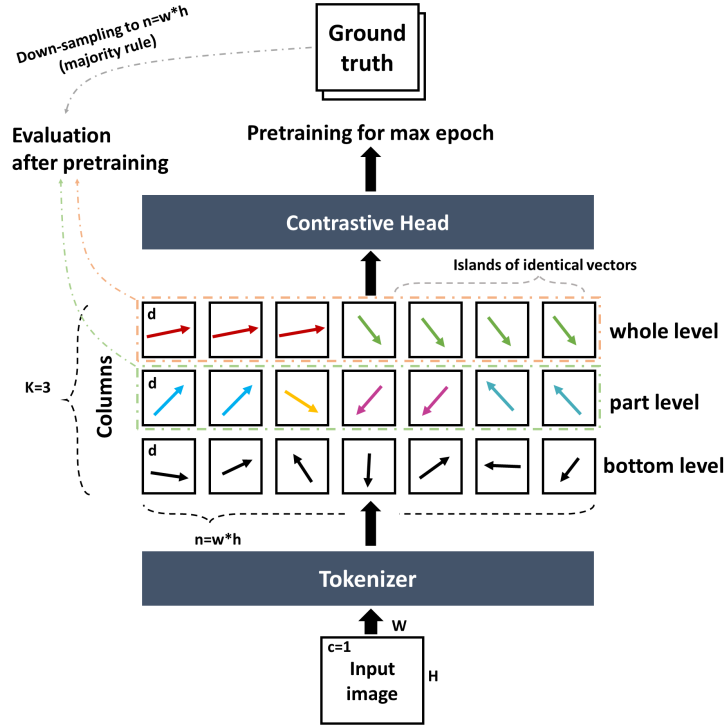 Down-sampling to n=w*h
(majority rule)
Ground
truth
Evaluation
after pretraining
Pretraining for max epoch
Contrastive Head
Islands of identical vectors
d
whole level
K=3
Columns
d
part level
d
bottom level
n=w*h
Tokenizer
W
c=1
Input
image
H